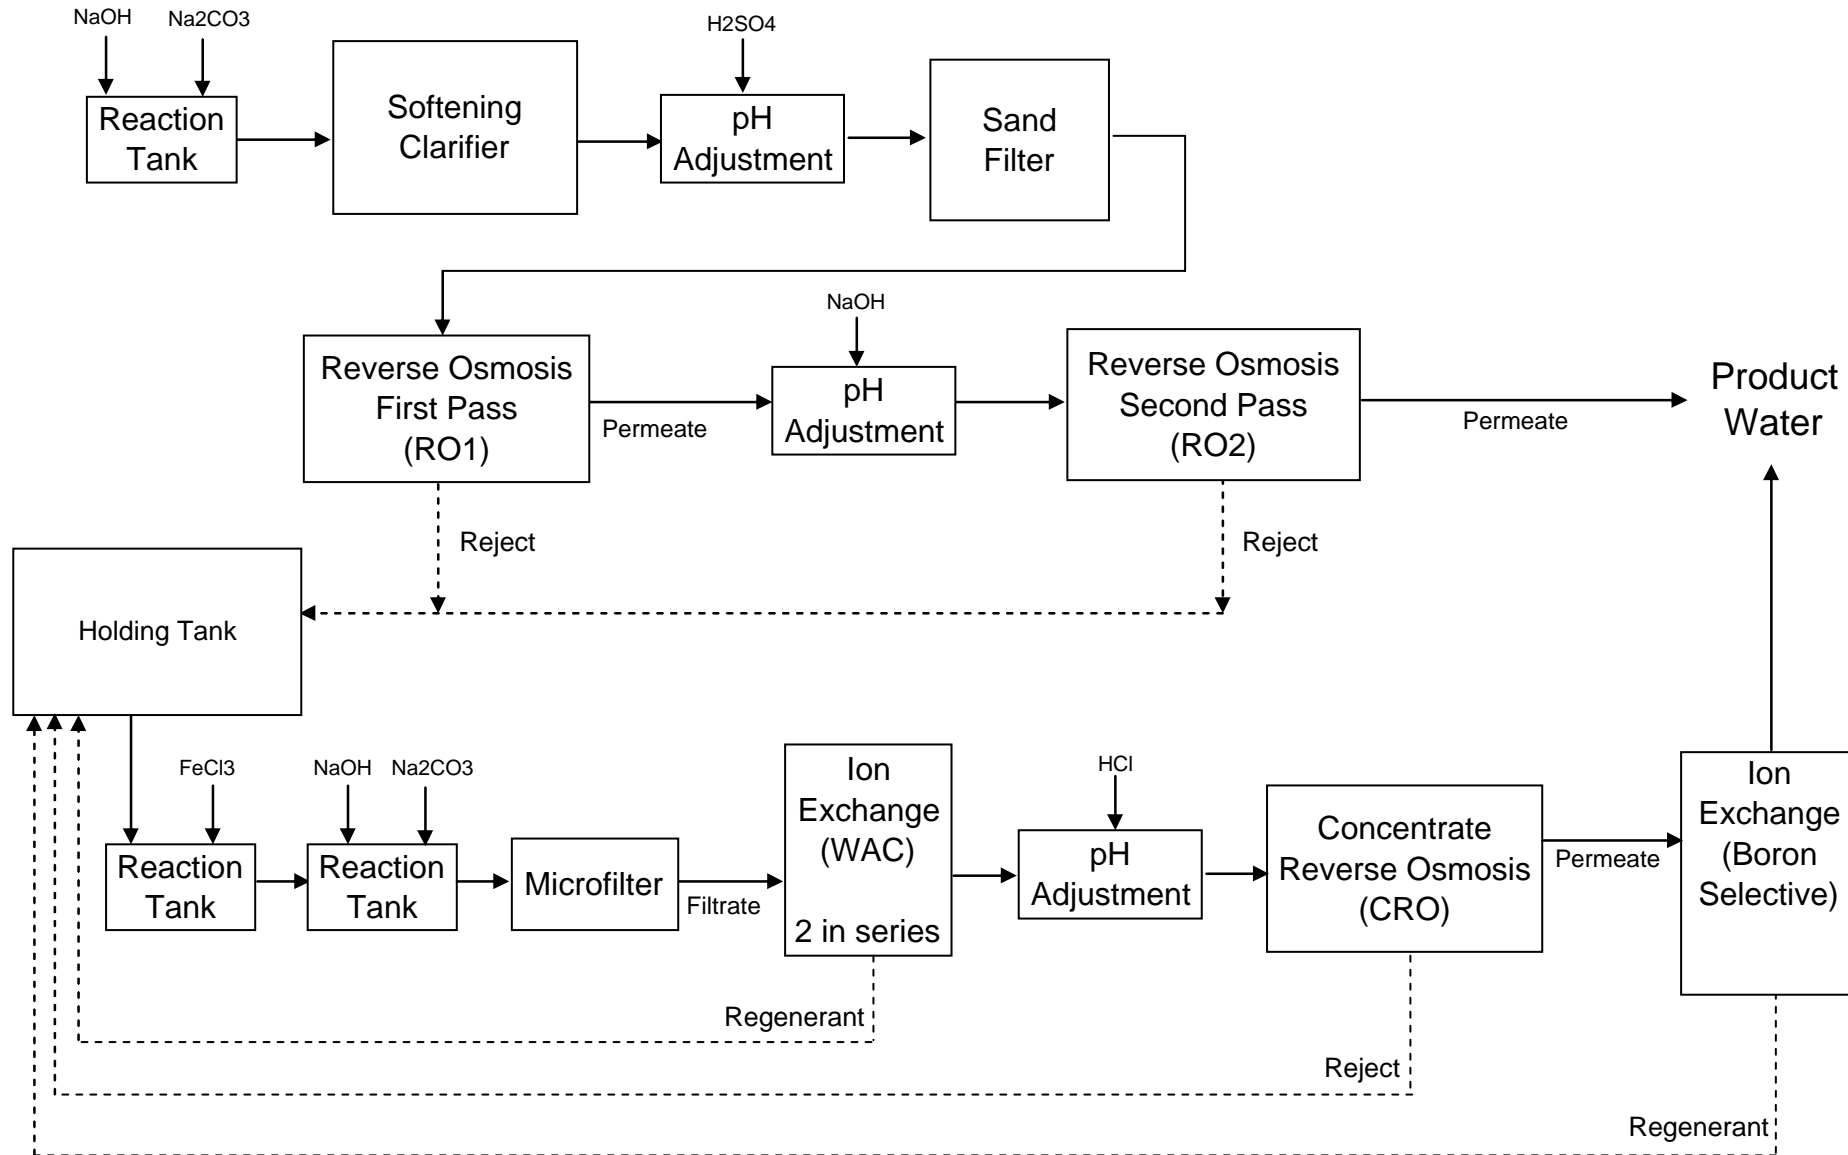 NaOH
Na2CO3
H2SO4
Reaction
Tank
Softening
Clarifier
pH
Adjustment
Sand
Filter
NaOH
Reverse Osmosis
First Pass
(RO1)
Permeate
pH
Adjustment
Reverse Osmosis
Second Pass
(RO2)
Permeate
Product
Water
Reject
Reject
Holding Tank
FeCl3
NaOH
Na2CO3
Reaction
Tank
Reaction
Tank
Microfilter
Filtrate
Ion
Exchange
(WAC)
2 in series
HCl
pH
Adjustment
Concentrate
Reverse Osmosis
(CRO)
Permeate
Ion
Exchange
(Boron
Selective)
Regenerant
Reject
Regenerant